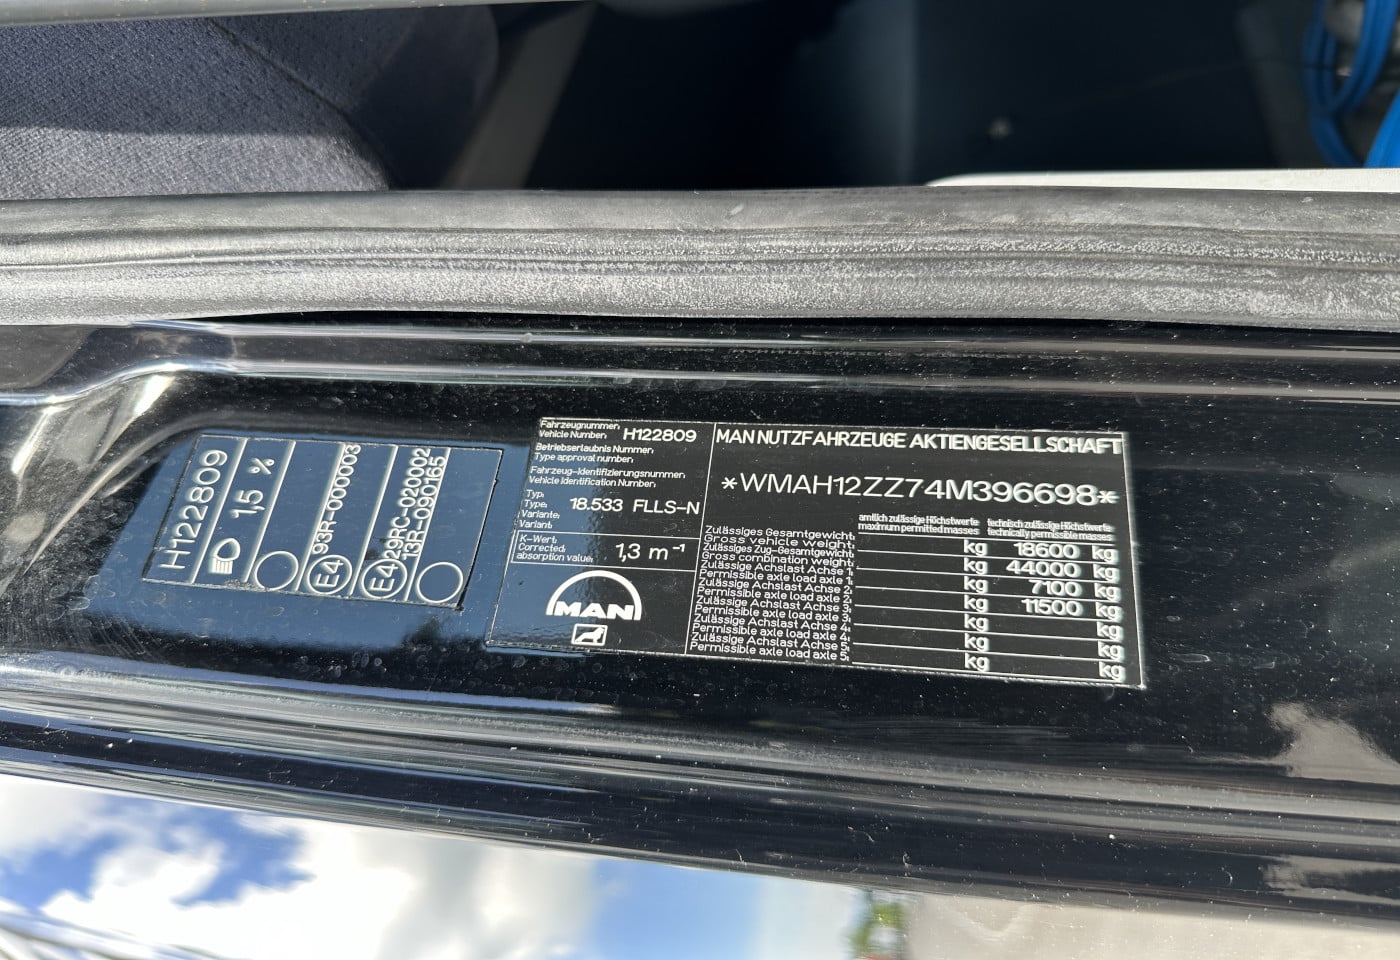 H122809
1,5 %
E4 93R-000003
E4 29RC-020002
13R-090165
Fahrzeugnummer:
Vehicle Number: H122809
Betriebserlaubnis Nummer:
Type approval number:
Fahrzeug-Identifizierungsnummer:
Vehicle Identification Number:
Typ:
Type: 18.533 FLLS-N
Variante:
Variant:
K-Wert:
Corrected
absorption value: 1,3 m⁻¹
MAN
MAN NUTZFAHRZEUGE AKTIENGESELLSCHAFT
*WMAH12ZZ74M396698*
amtlich zulässige Höchstwerte technisch zulässige Höchstwerte
maximum permitted masses technically permissible masses
Zulässiges Gesamtgewicht:
Gross vehicle weight: kg 18600 kg
Zulässiges Zug-Gesamtgewicht:
Gross combination weight: kg 44000 kg
Zulässige Achslast Achse 1:
Permissible axle load axle 1: kg 7100 kg
Zulässige Achslast Achse 2:
Permissible axle load axle 2: kg 11500 kg
Zulässige Achslast Achse 3:
Permissible axle load axle 3: kg kg
Zulässige Achslast Achse 4:
Permissible axle load axle 4: kg kg
Zulässige Achslast Achse 5:
Permissible axle load axle 5: kg kg